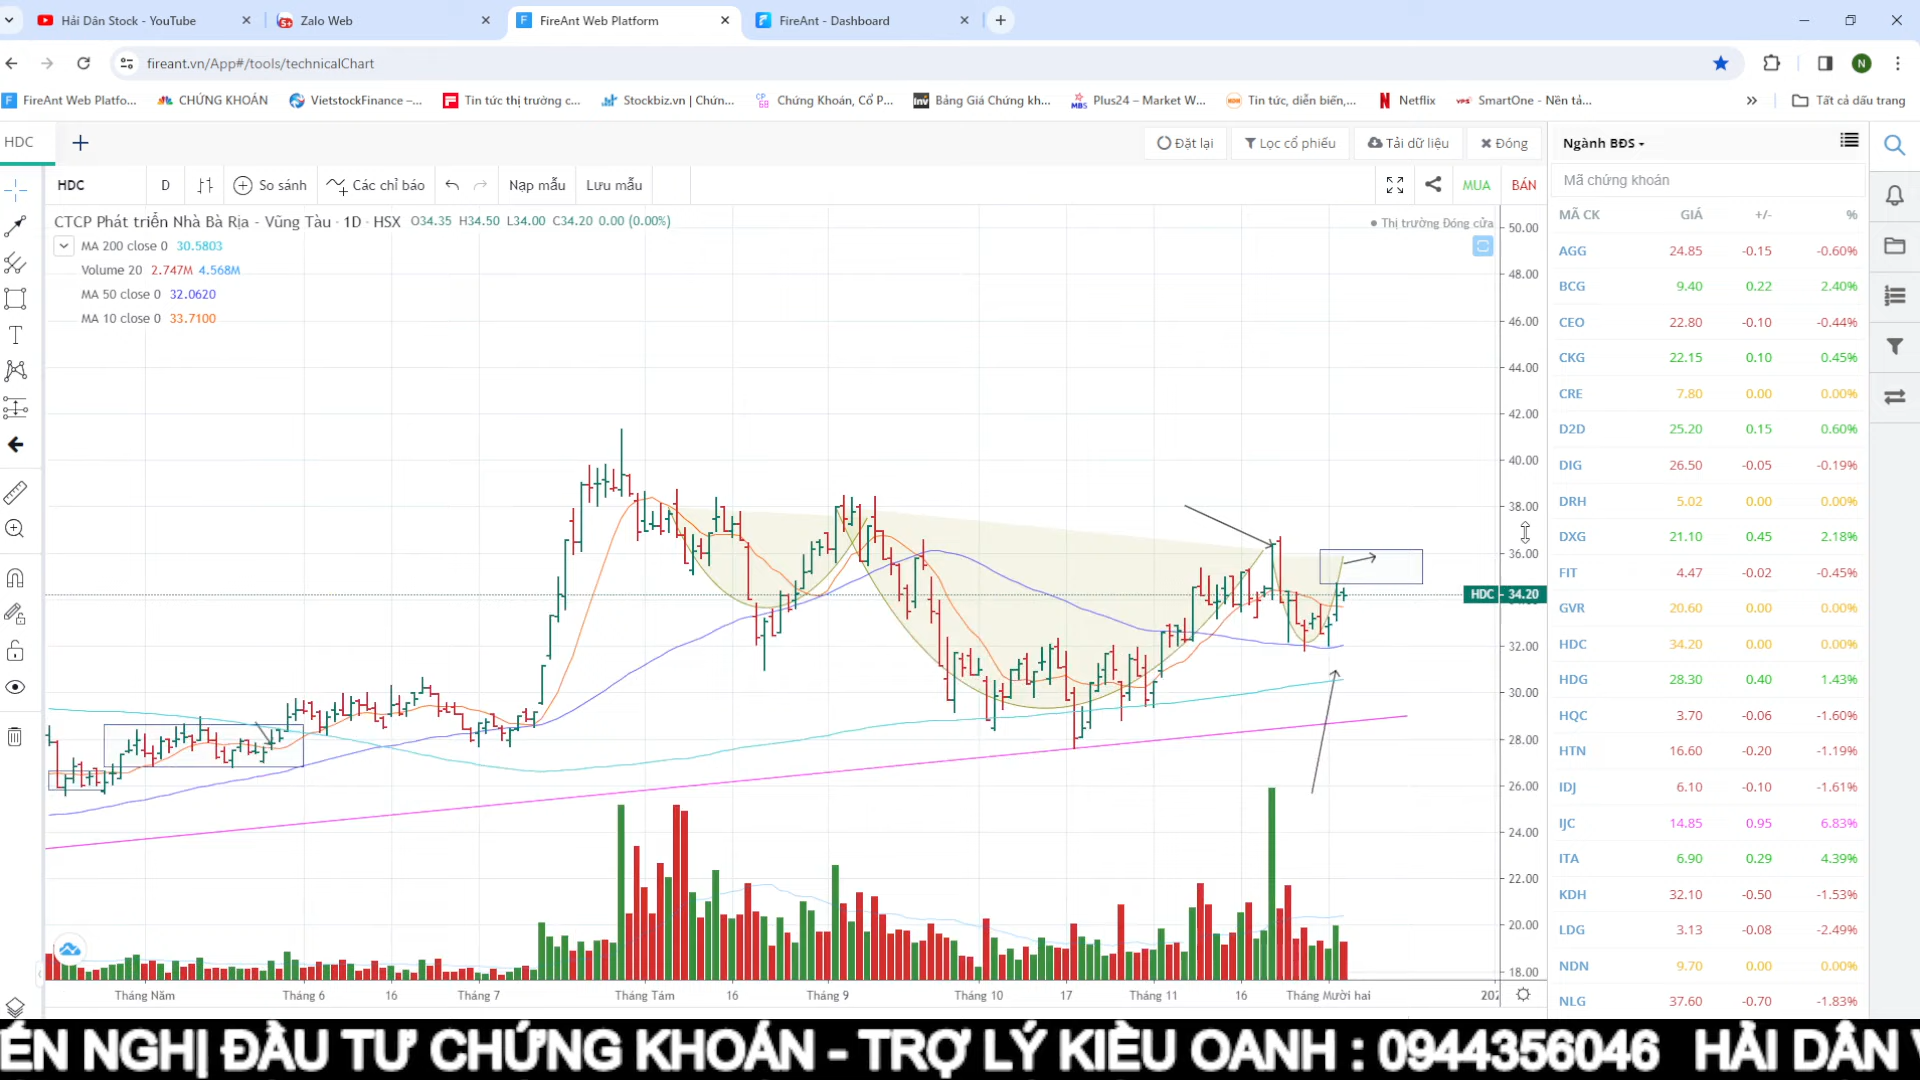 Hải Dân Stock - YouTube
Zalo Web
FireAnt Web Platform
FireAnt - Dashboard
fireant.vn/App#/tools/technicalChart
N
FireAnt Web Platfo...
CHỨNG KHOÁN
VietstockFinance –...
Tin tức thị trường c...
Stockbiz.vn | Chứn...
Chứng Khoán, Cổ P...
Bảng Giá Chứng kh...
Plus24 – Market W...
Tin tức, diễn biến,...
Netflix
SmartOne - Nền tả...
Tất cả dấu trang
HDC
Đặt lại
Lọc cổ phiếu
Tải dữ liệu
Đóng
HDC
D
So sánh
Các chỉ báo
Nạp mẫu
Lưu mẫu
MUA
BÁN
CTCP Phát triển Nhà Bà Rịa - Vũng Tàu · 1D · HSX O34.35 H34.50 L34.00 C34.20 0.00 (0.00%)
Thị trường Đóng cửa
MA 200 close 0 30.5803
Volume 20 2.747M 4.568M
MA 50 close 0 32.0620
MA 10 close 0 33.7100
50.00
48.00
46.00
44.00
42.00
40.00
38.00
36.00
HDC 34.20
32.00
30.00
28.00
26.00
24.00
22.00
20.00
18.00
Tháng Năm
Tháng 6
16
Tháng 7
Tháng Tám
16
Tháng 9
Tháng 10
17
Tháng 11
16
Tháng Mười hai
202
Ngành BĐS
Mã chứng khoán
MÃ CK GIÁ +/- %
AGG 24.85 -0.15 -0.60%
BCG 9.40 0.22 2.40%
CEO 22.80 -0.10 -0.44%
CKG 22.15 0.10 0.45%
CRE 7.80 0.00 0.00%
D2D 25.20 0.15 0.60%
DIG 26.50 -0.05 -0.19%
DRH 5.02 0.00 0.00%
DXG 21.10 0.45 2.18%
FIT 4.47 -0.02 -0.45%
GVR 20.60 0.00 0.00%
HDC 34.20 0.00 0.00%
HDG 28.30 0.40 1.43%
HQC 3.70 -0.06 -1.60%
HTN 16.60 -0.20 -1.19%
IDJ 6.10 -0.10 -1.61%
IJC 14.85 0.95 6.83%
ITA 6.90 0.29 4.39%
KDH 32.10 -0.50 -1.53%
LDG 3.13 -0.08 -2.49%
NDN 9.70 0.00 0.00%
NLG 37.60 -0.70 -1.83%
ẾN NGHỊ ĐẦU TƯ CHỨNG KHOÁN - TRỢ LÝ KIỀU OANH : 0944356046 HẢI DÂN